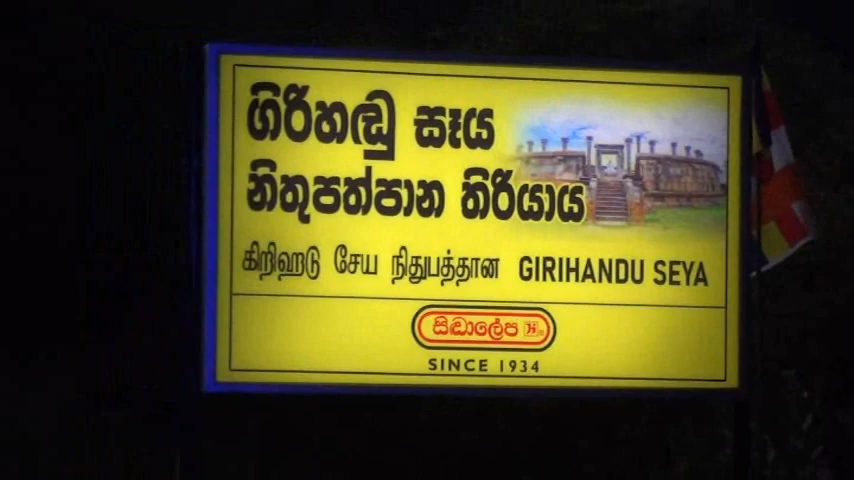 ගිරිහඬු සෑය
නිතුපත්පාන තිරියාය
கிறிஹடு சேய நிதுபத்தான GIRIHANDU SEYA
සිඬාලේප
SINCE 1934